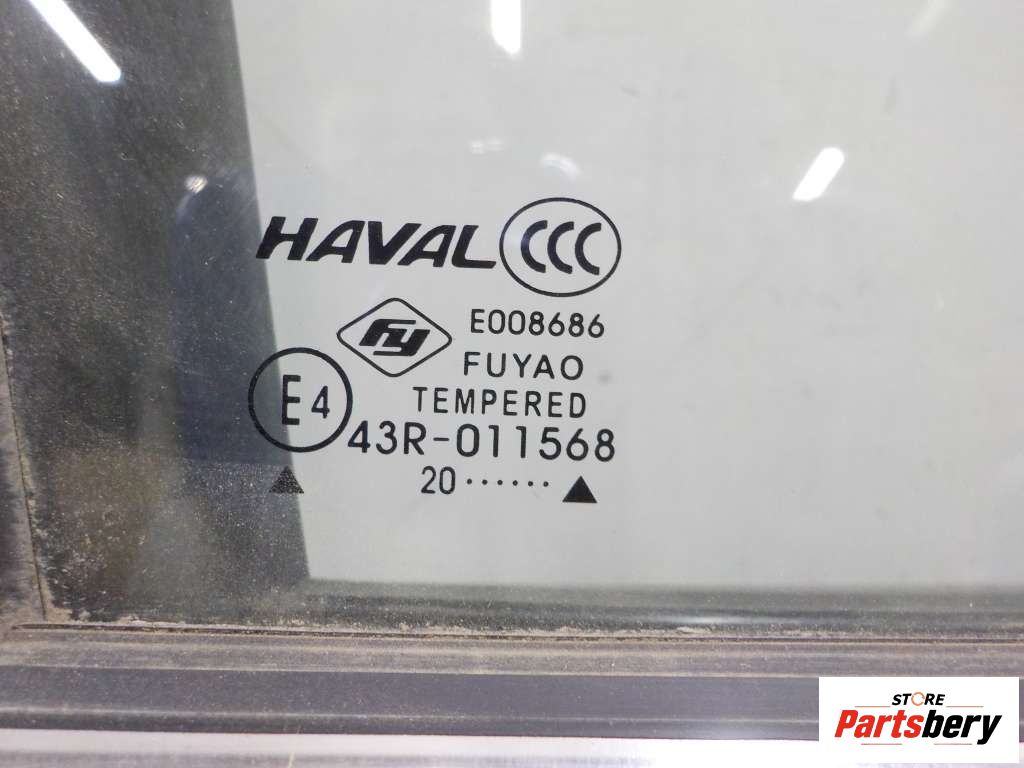 HAVAL CCC
FY E008686
FUYAO
E4 TEMPERED
43R-011568
20 ······
STORE
Partsbery